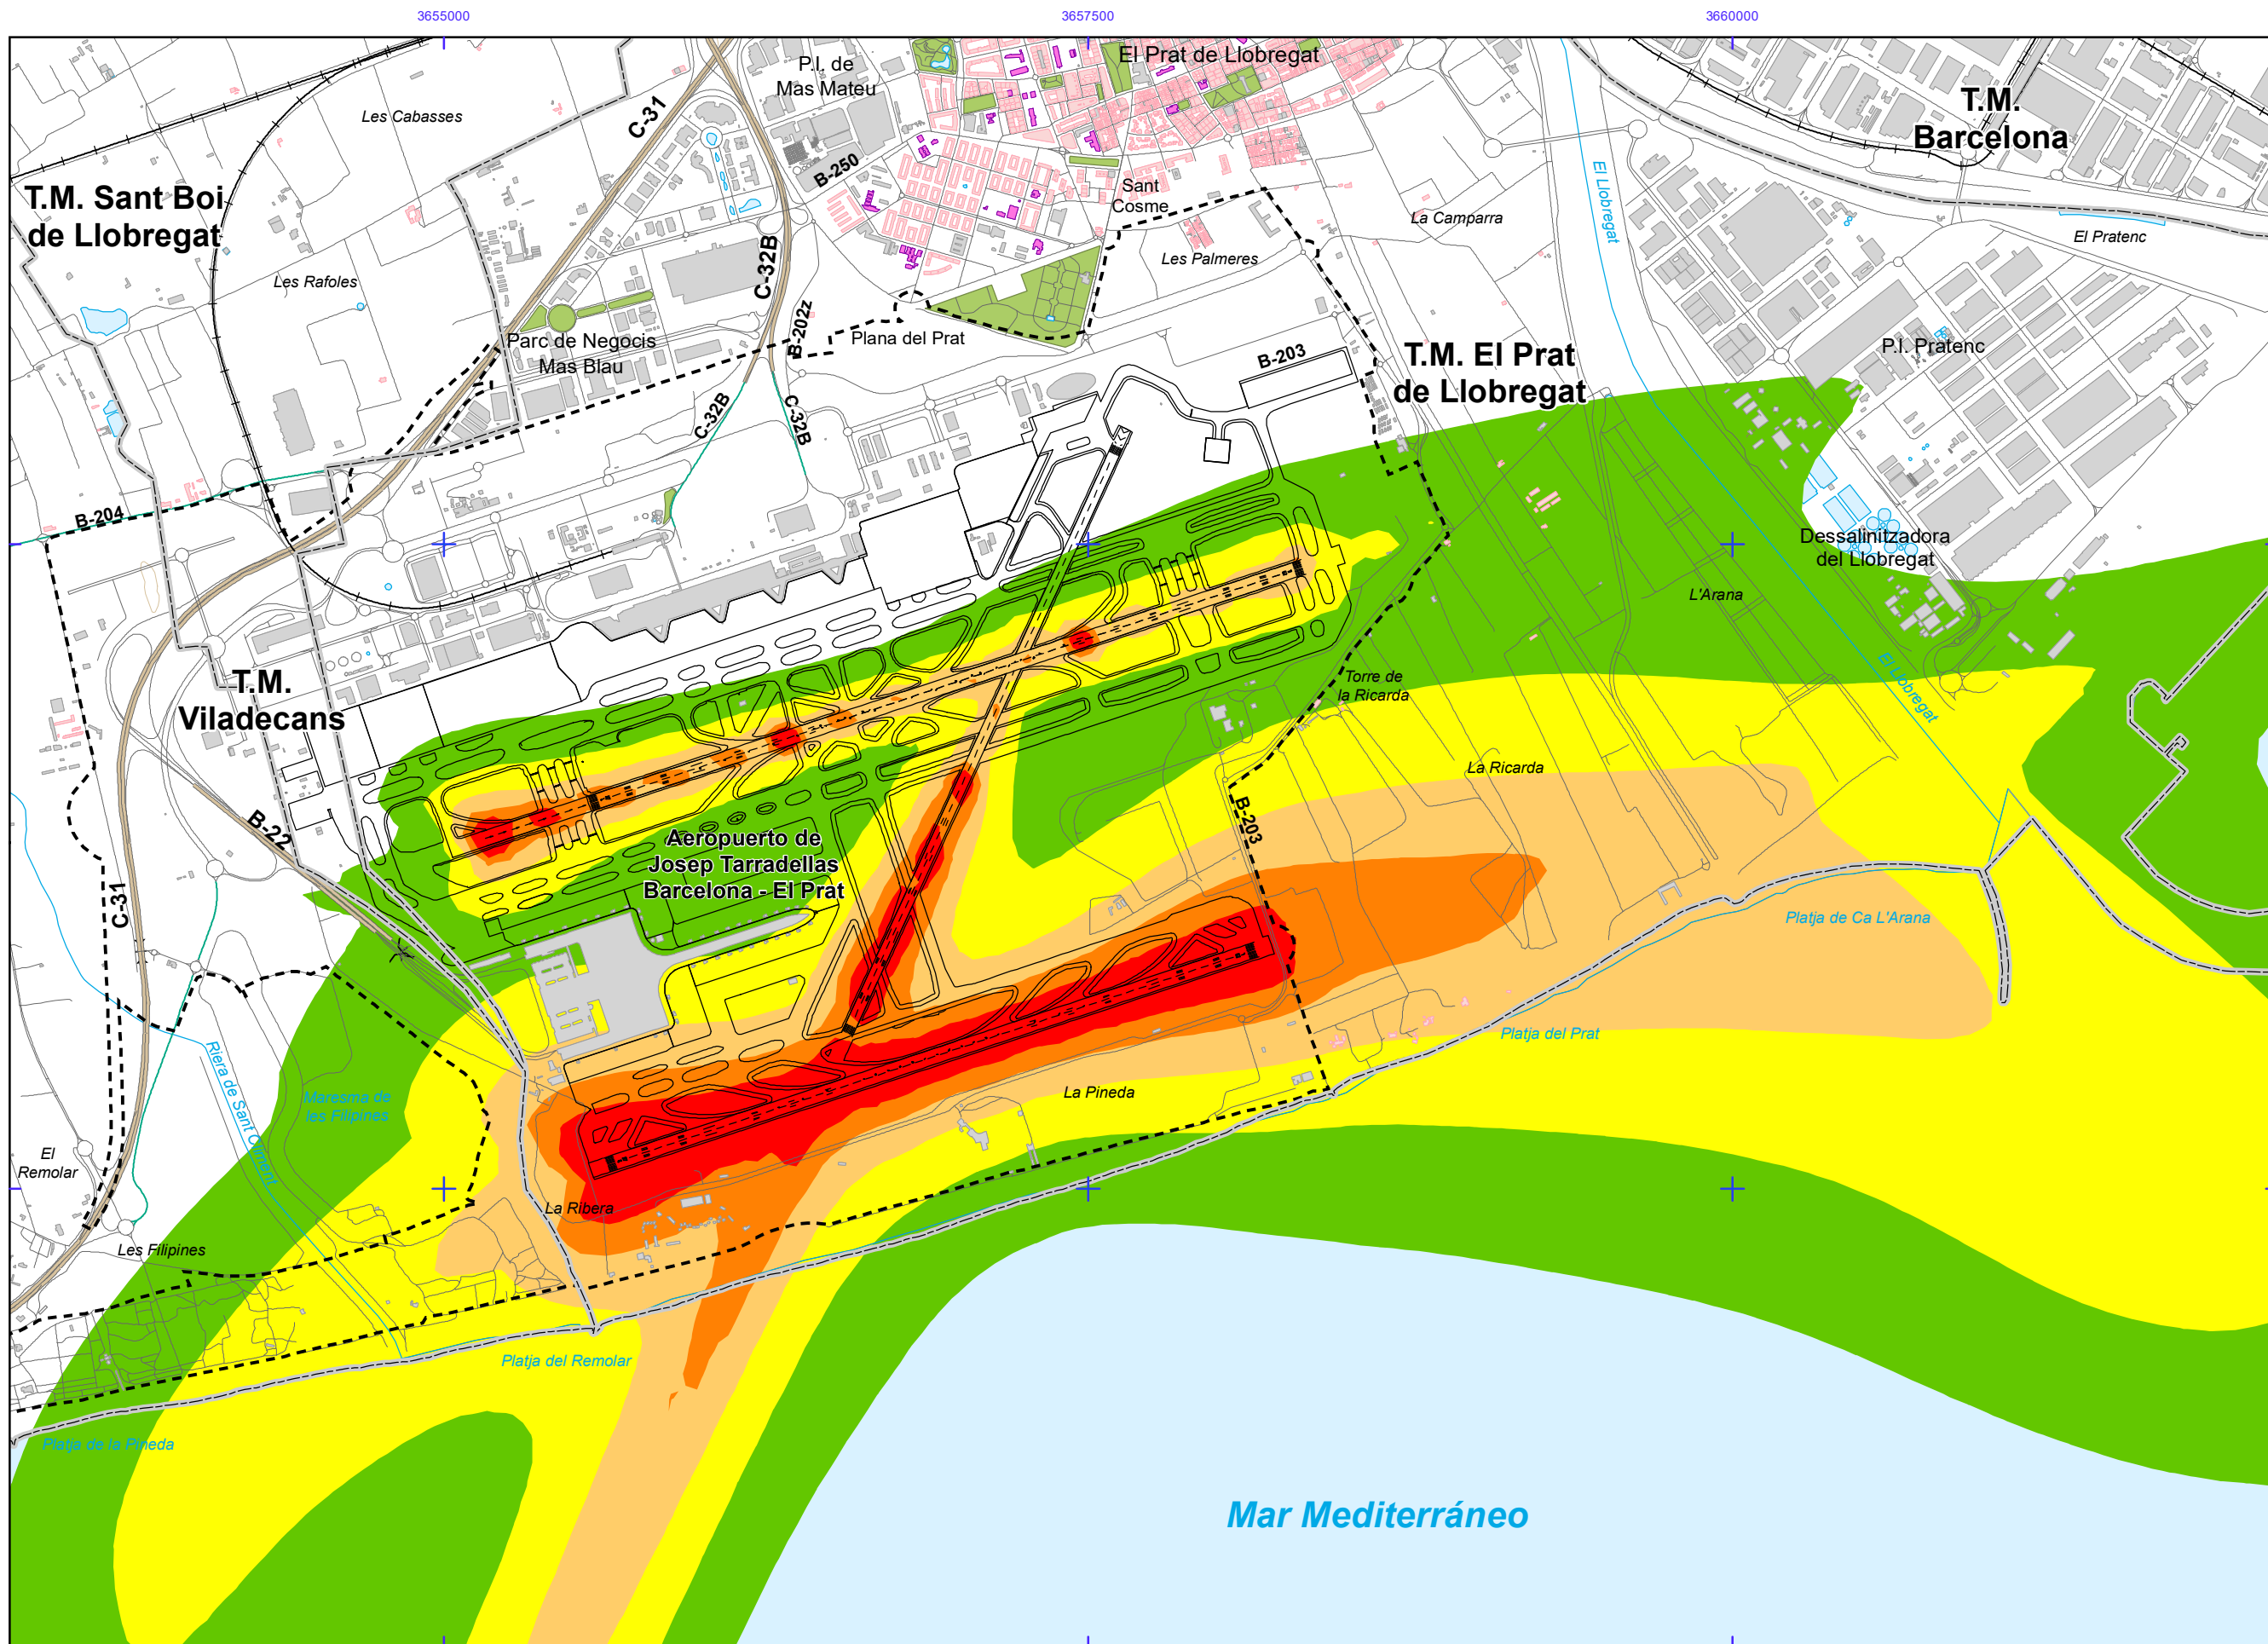 3655000
3657500
3660000
P.I. de
Mas Mateu
El Prat de Llobregat
T.M.
Barcelona
Les Cabasses
C-31
B-250
T.M. Sant Boi
de Llobregat
Sant
Cosme
El Llobregat
La Camparra
El Pratenc
Les Palmeres
C-32B
Les Rafoles
B-202z
Parc de Negocis
Mas Blau
Plana del Prat
B-203
T.M. El Prat
de Llobregat
P.I. Pratenc
C-32B
C-32B
B-204
Dessalinitzadora
del Llobregat
L'Arana
T.M.
Viladecans
Torre de
la Ricarda
El Llobregat
La Ricarda
B-22
B-203
Aeropuerto de
Josep Tarradellas
Barcelona - El Prat
C-31
Platja de Ca L'Arana
Platja del Prat
Riera de Sant Climent
Maresma de
les Filipines
La Pineda
El
Remolar
La Ribera
Les Filipines
Platja del Remolar
Platja de la Pineda
Mar Mediterráneo